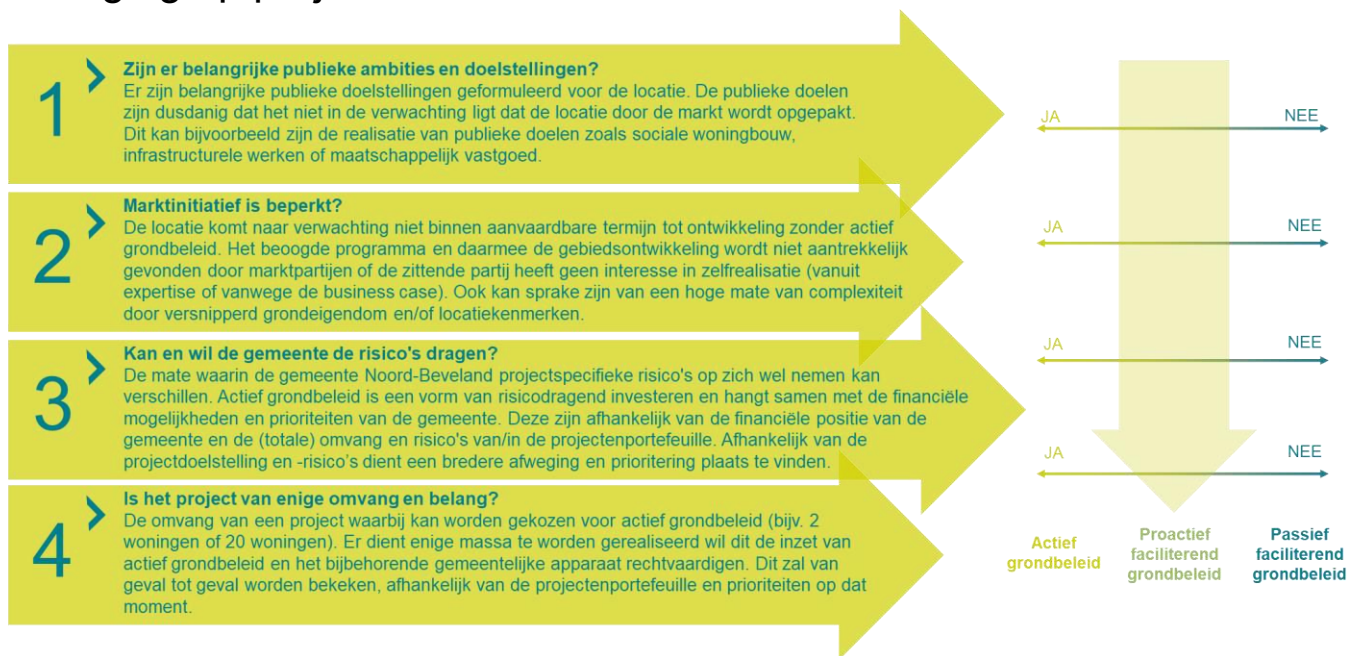 1
Zijn er belangrijke publieke ambities en doelstellingen?
Er zijn belangrijke publieke doelstellingen geformuleerd voor de locatie. De publieke doelen
zijn dusdanig dat het niet in de verwachting ligt dat de locatie door de markt wordt opgepakt.
Dit kan bijvoorbeeld zijn de realisatie van publieke doelen zoals sociale woningbouw,
infrastructurele werken of maatschappelijk vastgoed.
JA NEE
2
Marktinitiatief is beperkt?
De locatie komt naar verwachting niet binnen aanvaardbare termijn tot ontwikkeling zonder actief
grondbeleid. Het beoogde programma en daarmee de gebiedsontwikkeling wordt niet aantrekkelijk
gevonden door marktpartijen of de zittende partij heeft geen interesse in zelfrealisatie (vanuit
expertise of vanwege de business case). Ook kan sprake zijn van een hoge mate van complexiteit
door versnipperd grondeigendom en/of locatiekenmerken.
JA NEE
3
Kan en wil de gemeente de risico's dragen?
De mate waarin de gemeente Noord-Beveland projectspecifieke risico's op zich wel nemen kan
verschillen. Actief grondbeleid is een vorm van risicodragend investeren en hangt samen met de financiële
mogelijkheden en prioriteiten van de gemeente. Deze zijn afhankelijk van de financiële positie van de
gemeente en de (totale) omvang en risico's van/in de projectenportefeuille. Afhankelijk van de
projectdoelstelling en -risico's dient een bredere afweging en prioritering plaats te vinden.
JA NEE
4
Is het project van enige omvang en belang?
De omvang van een project waarbij kan worden gekozen voor actief grondbeleid (bijv. 2
woningen of 20 woningen). Er dient enige massa te worden gerealiseerd wil dit de inzet van
actief grondbeleid en het bijbehorende gemeentelijke apparaat rechtvaardigen. Dit zal van
geval tot geval worden bekeken, afhankelijk van de projectenportefeuille en prioriteiten op dat
moment.
JA NEE
Actief
grondbeleid
Proactief
faciliterend
grondbeleid
Passief
faciliterend
grondbeleid